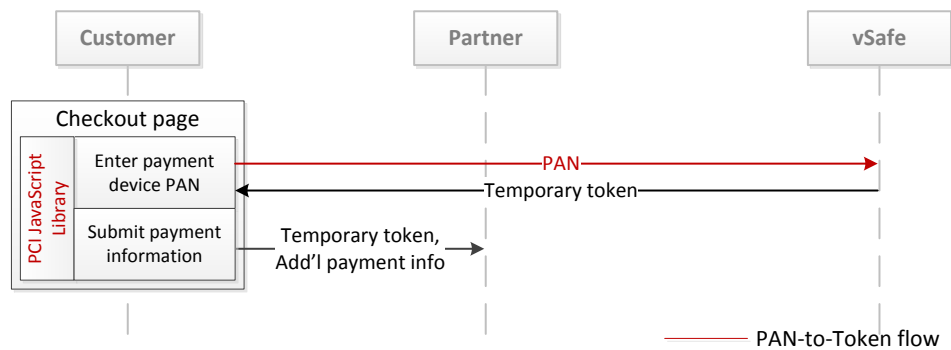 Customer
Partner
vSafe
Checkout page
PCI JavaScript
Library
Enter payment
device PAN
PAN
Temporary token
Submit payment
information
Temporary token,
Add'l payment info
PAN-to-Token flow